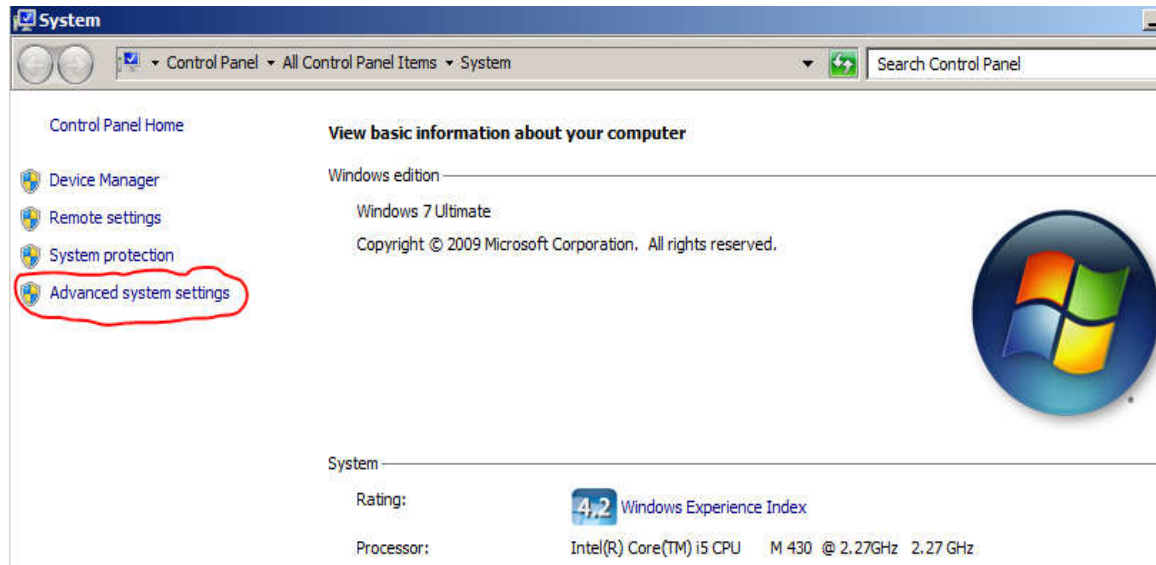 System
Control Panel All Control Panel Items System Search Control Panel
Control Panel Home
Device Manager
Remote settings
System protection
Advanced system settings
View basic information about your computer
Windows edition
Windows 7 Ultimate
Copyright © 2009 Microsoft Corporation. All rights reserved.
System
Rating: 4,2 Windows Experience Index
Processor: Intel(R) Core(TM) i5 CPU M 430 @ 2.27GHz 2.27 GHz